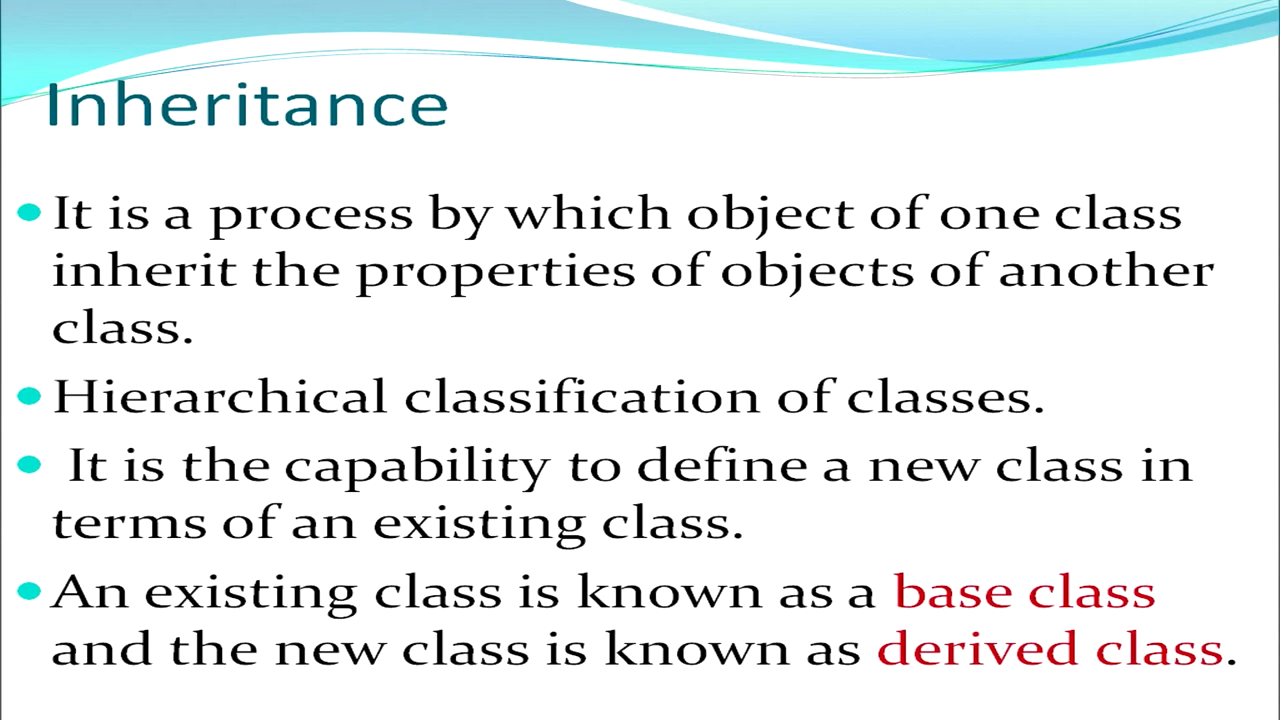 Inheritance
It is a process by which object of one class
inherit the properties of objects of another
class.
Hierarchical classification of classes.
It is the capability to define a new class in
terms of an existing class.
An existing class is known as a base class
and the new class is known as derived class.